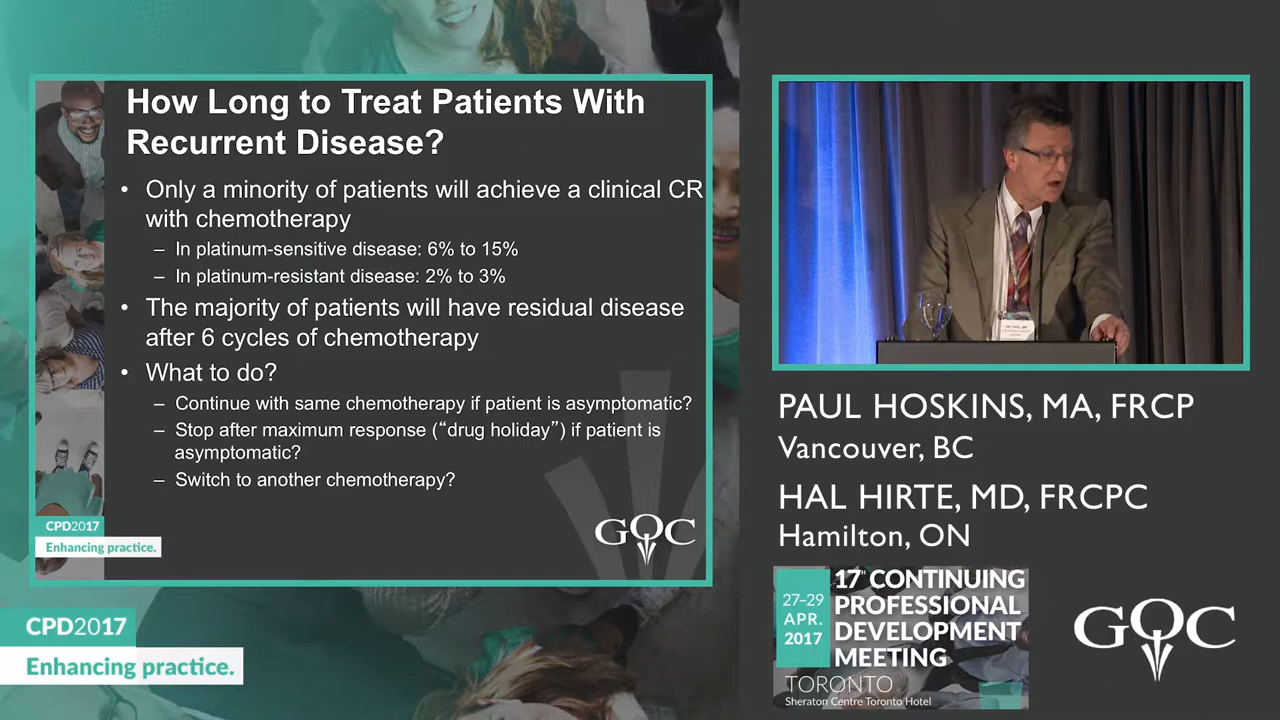 How Long to Treat Patients With
Recurrent Disease?
• Only a minority of patients will achieve a clinical CR
with chemotherapy
– In platinum-sensitive disease: 6% to 15%
– In platinum-resistant disease: 2% to 3%
• The majority of patients will have residual disease
after 6 cycles of chemotherapy
• What to do?
– Continue with same chemotherapy if patient is asymptomatic?
– Stop after maximum response (“drug holiday”) if patient is
asymptomatic?
– Switch to another chemotherapy?
CPD2017
Enhancing practice.
GOC
CPD2017
Enhancing practice.
PAUL HOSKINS, MA, FRCP
Vancouver, BC
HAL HIRTE, MD, FRCPC
Hamilton, ON
27–29
APR.
2017
17TH CONTINUING
PROFESSIONAL
DEVELOPMENT
MEETING
TORONTO
Sheraton Centre Toronto Hotel
GOC